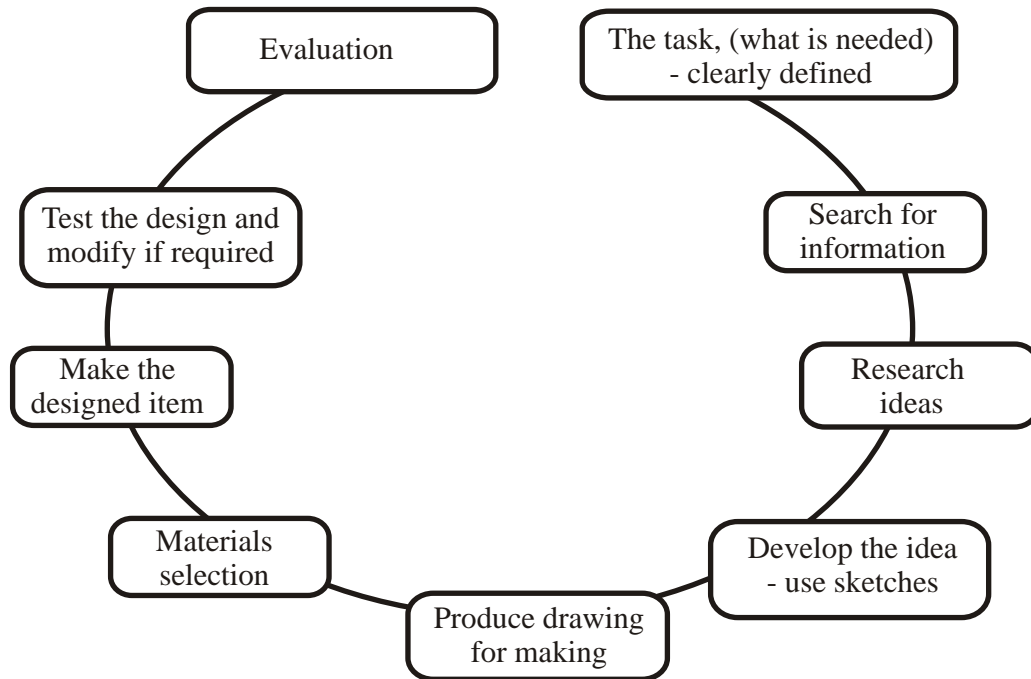 Evaluation
The task, (what is needed)
- clearly defined
Test the design and
modify if required
Search for
information
Make the
designed item
Research
ideas
Materials
selection
Develop the idea
- use sketches
Produce drawing
for making